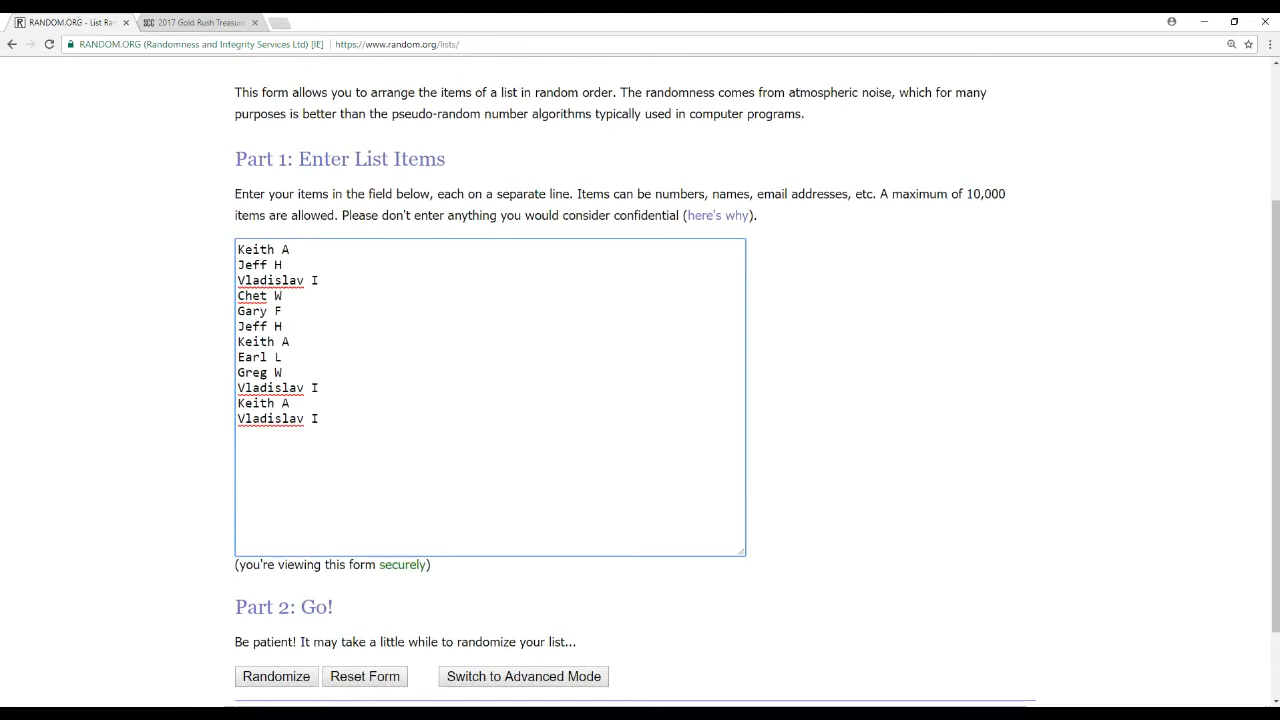 RANDOM.ORG - List Ran
SCC 2017 Gold Rush Treasure
RANDOM.ORG (Randomness and Integrity Services Ltd) [IE] https://www.random.org/lists/
This form allows you to arrange the items of a list in random order. The randomness comes from atmospheric noise, which for many
purposes is better than the pseudo-random number algorithms typically used in computer programs.
Part 1: Enter List Items
Enter your items in the field below, each on a separate line. Items can be numbers, names, email addresses, etc. A maximum of 10,000
items are allowed. Please don't enter anything you would consider confidential (here's why).
Keith A
Jeff H
Vladislav I
Chet W
Gary F
Jeff H
Keith A
Earl L
Greg W
Vladislav I
Keith A
Vladislav I
(you're viewing this form securely)
Part 2: Go!
Be patient! It may take a little while to randomize your list...
Randomize Reset Form Switch to Advanced Mode